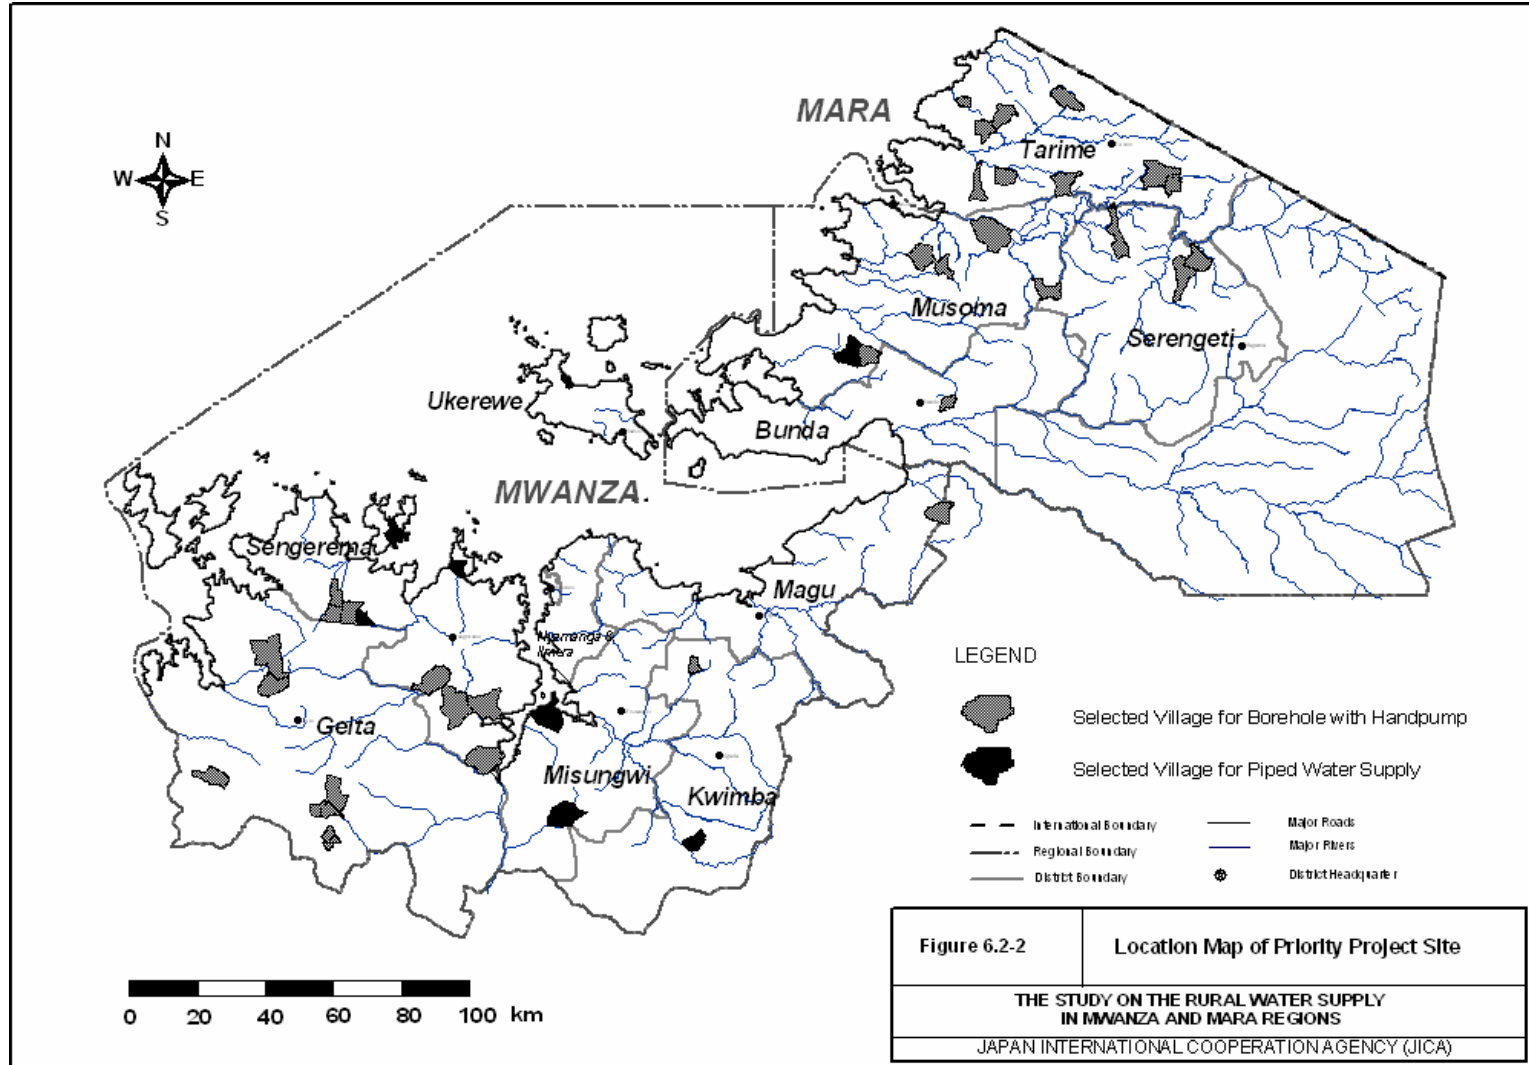 MARA
N
W E
S
Tarime
Musoma
Serengeti
Ukerewe
Bunda
MWANZA
Sengerema
Magu
Geita
Misungwi
Kwimba
LEGEND
Selected Village for Borehole with Handpump
Selected Village for Piped Water Supply
International Boundary
Major Roads
Regional Boundary
Major Rivers
District Boundary
District Headquarter
Figure 6.2-2
Location Map of Priority Project Site
THE STUDY ON THE RURAL WATER SUPPLY
IN MWANZA AND MARA REGIONS
JAPAN INTERNATIONAL COOPERATION AGENCY (JICA)
0 20 40 60 80 100 km